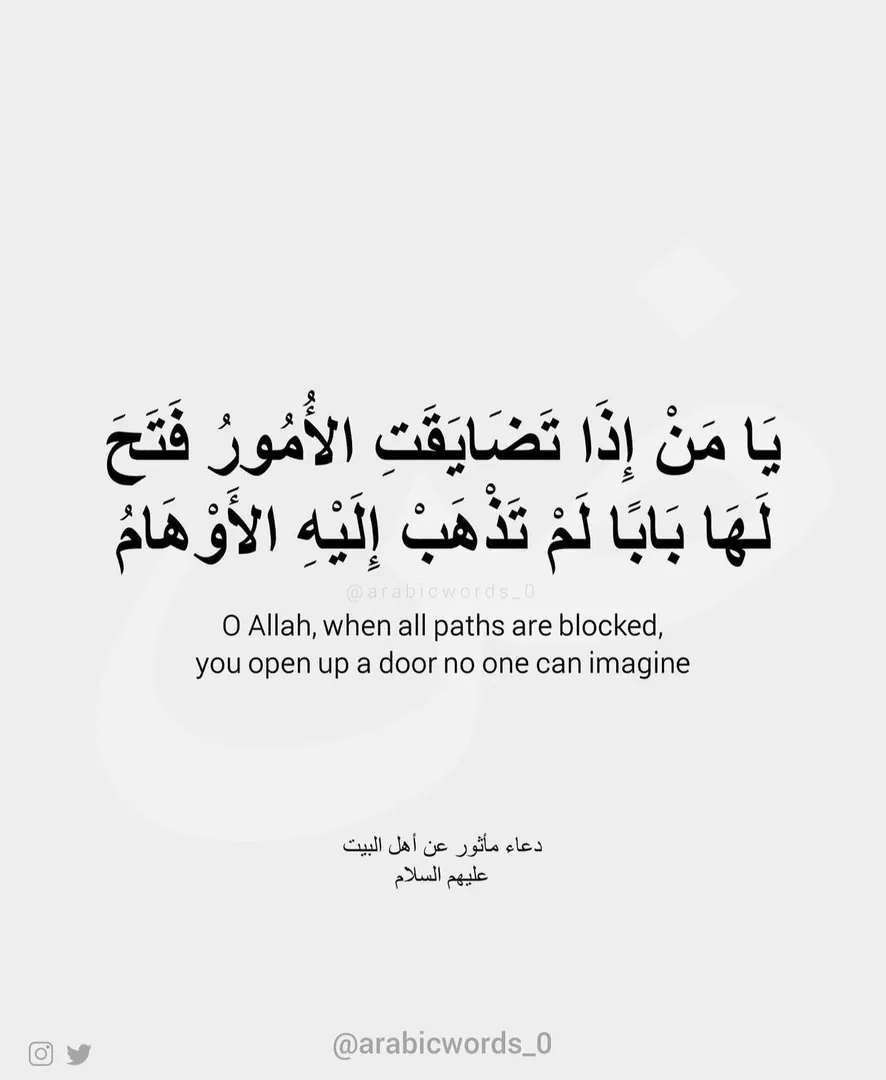 يَا مَنْ إِذَا تَضَايَقَتِ الأُمُورُ فَتَحَ
لَهَا بَابًا لَمْ تَذْهَبْ إِلَيْهِ الأَوْهَامُ
@arabicwords_0
O Allah, when all paths are blocked,
you open up a door no one can imagine
دعاء مأثور عن أهل البيت
عليهم السلام
@arabicwords_0